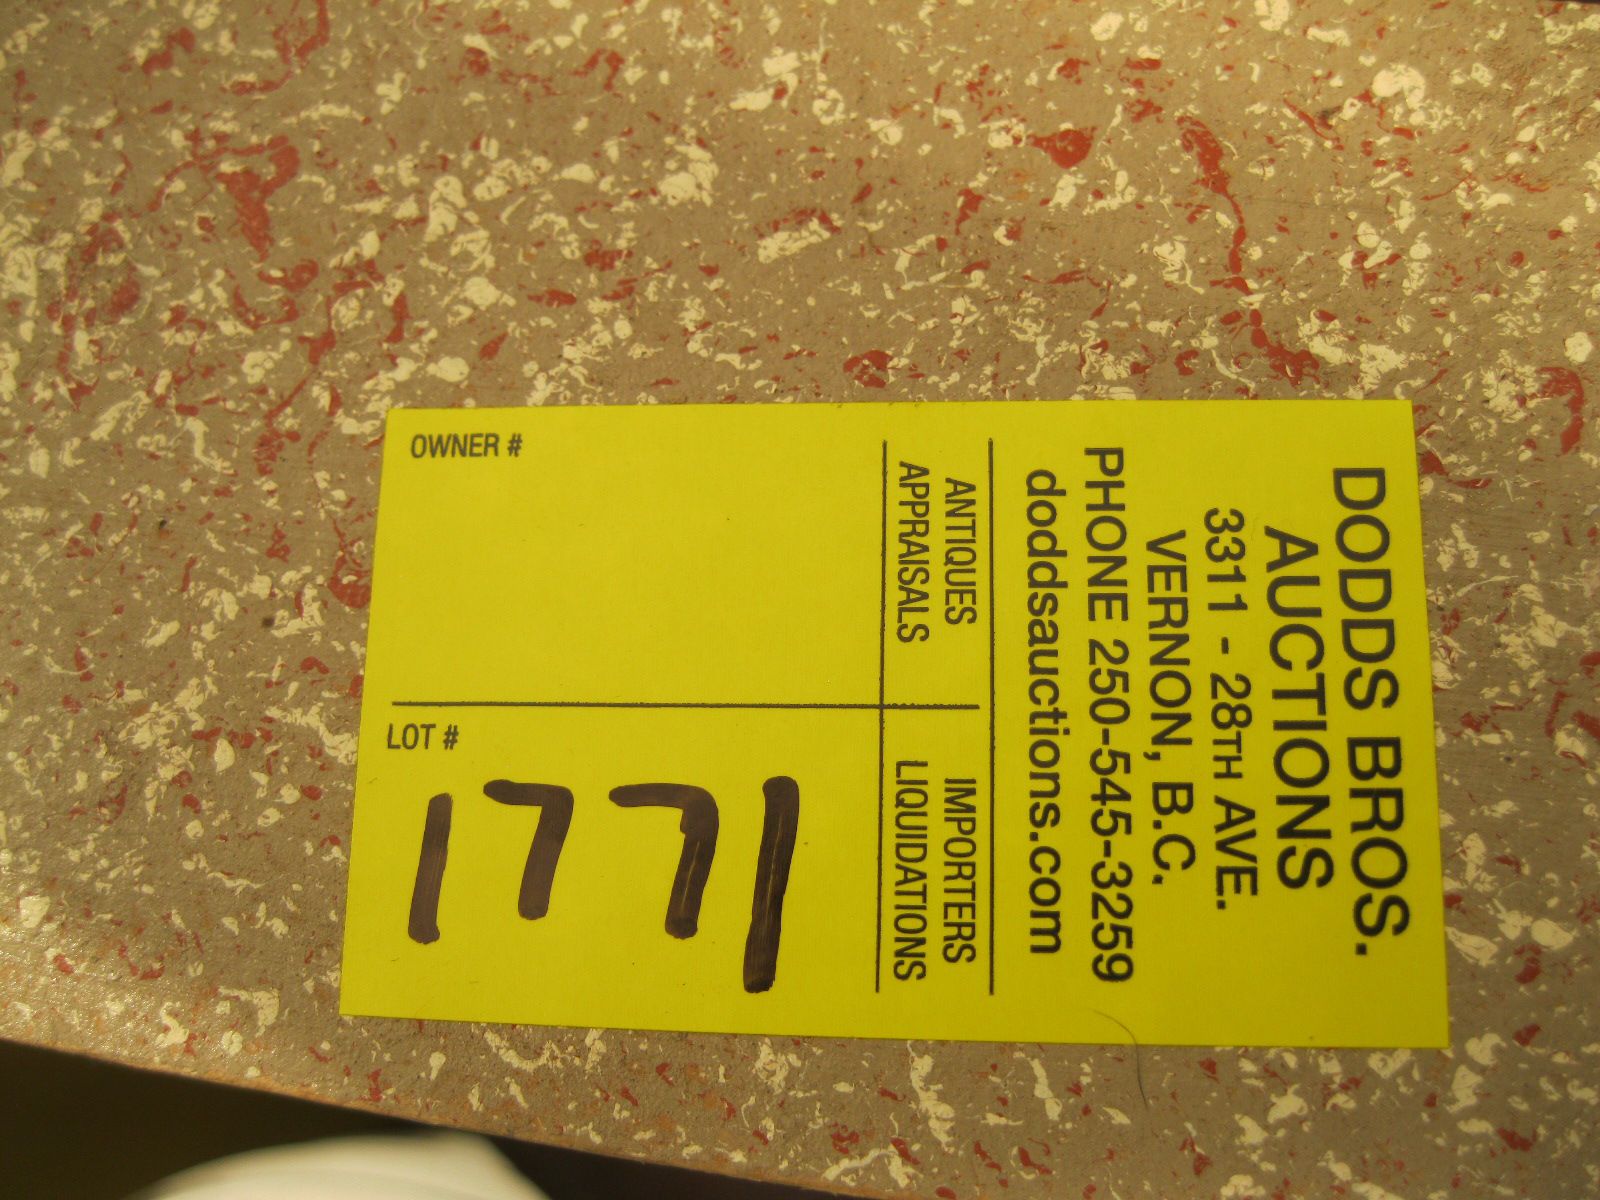 DODDS BROS.
AUCTIONS
3311 - 28TH AVE.
VERNON, B.C.
PHONE 250-545-3259
doddsauctions.com
ANTIQUES
APPRAISALS
IMPORTERS
LIQUIDATIONS
OWNER #
LOT #
1771